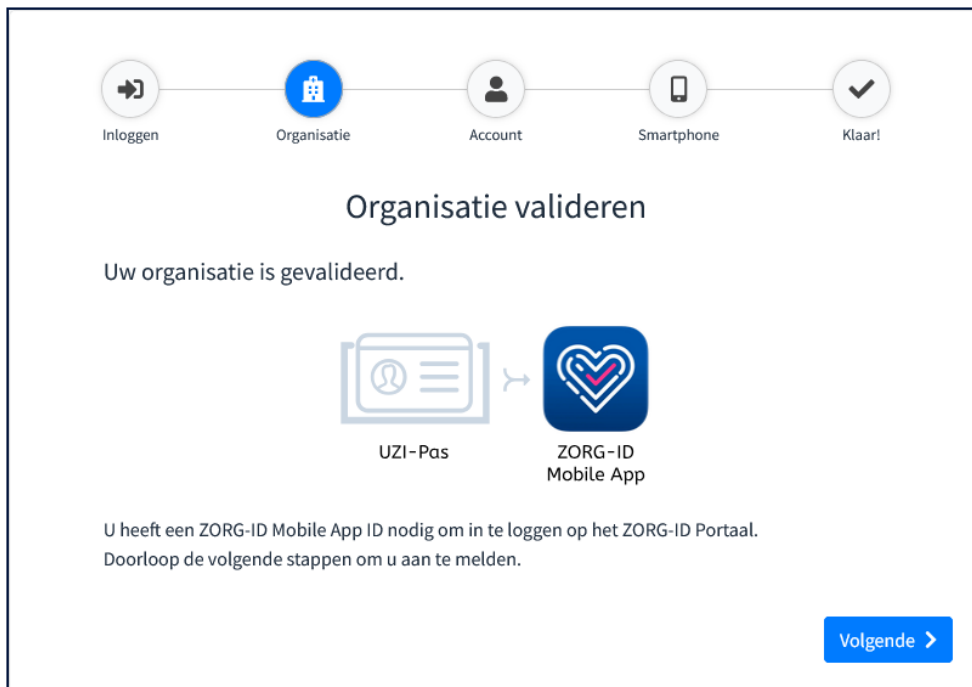 Inloggen
Organisatie
Account
Smartphone
Klaar!
Organisatie valideren
Uw organisatie is gevalideerd.
UZI-Pas
ZORG-ID
Mobile App
U heeft een ZORG-ID Mobile App ID nodig om in te loggen op het ZORG-ID Portaal.
Doorloop de volgende stappen om u aan te melden.
Volgende